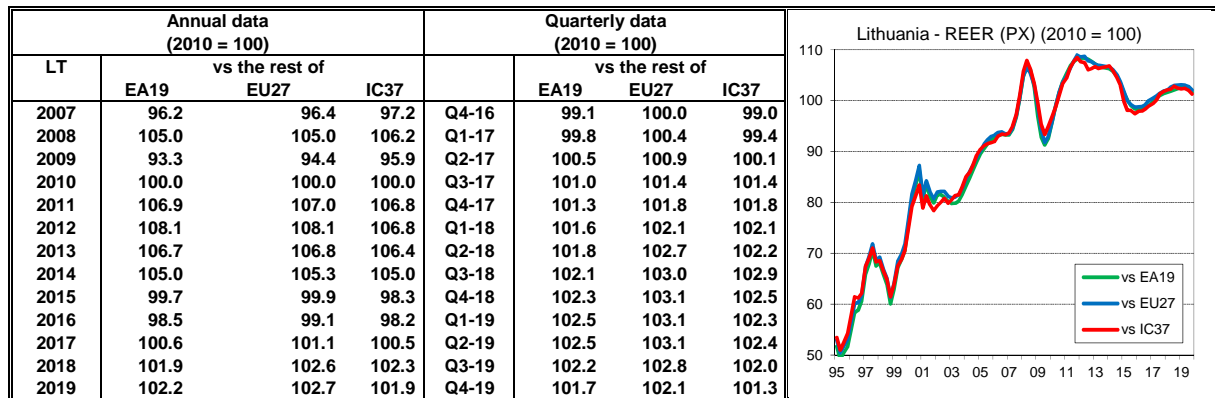 Annual data Quarterly data
(2010 = 100) (2010 = 100)
LT vs the rest of vs the rest of
EA19 EU27 IC37 EA19 EU27 IC37
2007 96.2 96.4 97.2 Q4-16 99.1 100.0 99.0
2008 105.0 105.0 106.2 Q1-17 99.8 100.4 99.4
2009 93.3 94.4 95.9 Q2-17 100.5 100.9 100.1
2010 100.0 100.0 100.0 Q3-17 101.0 101.4 101.4
2011 106.9 107.0 106.8 Q4-17 101.3 101.8 101.8
2012 108.1 108.1 106.8 Q1-18 101.6 102.1 102.1
2013 106.7 106.8 106.4 Q2-18 101.8 102.7 102.2
2014 105.0 105.3 105.0 Q3-18 102.1 103.0 102.9
2015 99.7 99.9 98.3 Q4-18 102.3 103.1 102.5
2016 98.5 99.1 98.2 Q1-19 102.5 103.1 102.3
2017 100.6 101.1 100.5 Q2-19 102.5 103.1 102.4
2018 101.9 102.6 102.3 Q3-19 102.2 102.8 102.0
2019 102.2 102.7 101.9 Q4-19 101.7 102.1 101.3
Lithuania - REER (PX) (2010 = 100)
110
100
90
80
70
60
50
95 97 99 01 03 05 07 09 11 13 15 17 19
vs EA19
vs EU27
vs IC37